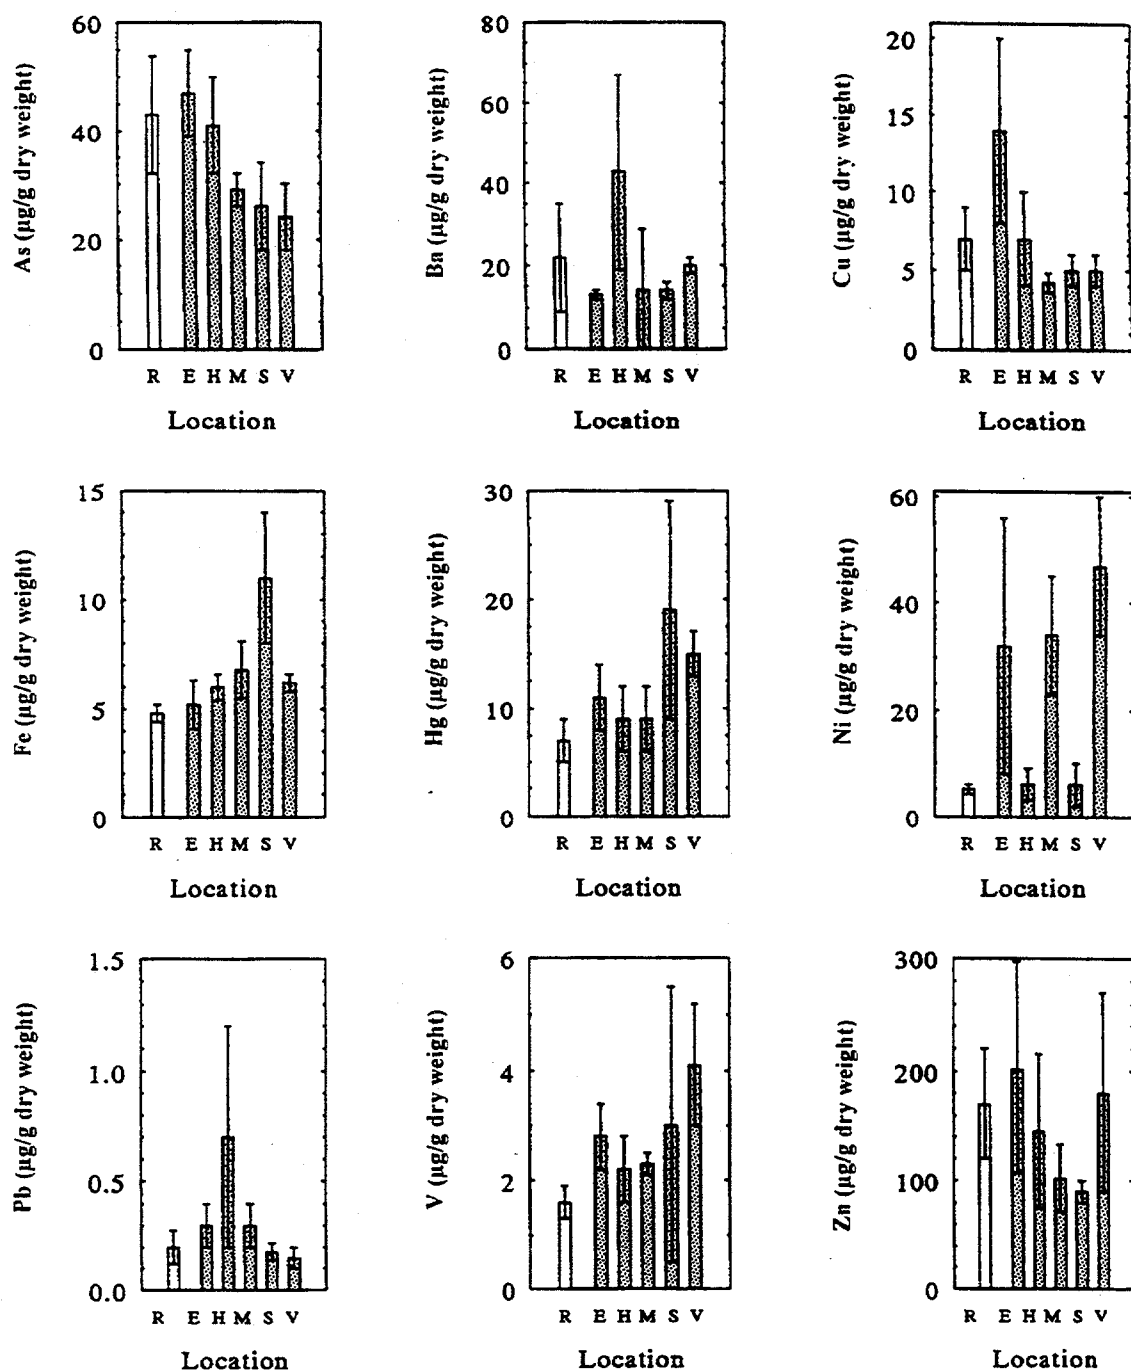 As (µg/g dry weight)
60
40
20
0
R E H M S V
Location
Ba (µg/g dry weight)
80
60
40
20
0
R E H M S V
Location
Cu (µg/g dry weight)
20
15
10
5
0
R E H M S V
Location
Fe (µg/g dry weight)
15
10
5
0
R E H M S V
Location
Hg (µg/g dry weight)
30
20
10
0
R E H M S V
Location
Ni (µg/g dry weight)
60
40
20
0
R E H M S V
Location
Pb (µg/g dry weight)
1.5
1.0
0.5
0.0
R E H M S V
Location
V (µg/g dry weight)
6
4
2
0
R E H M S V
Location
Zn (µg/g dry weight)
300
200
100
0
R E H M S V
Location